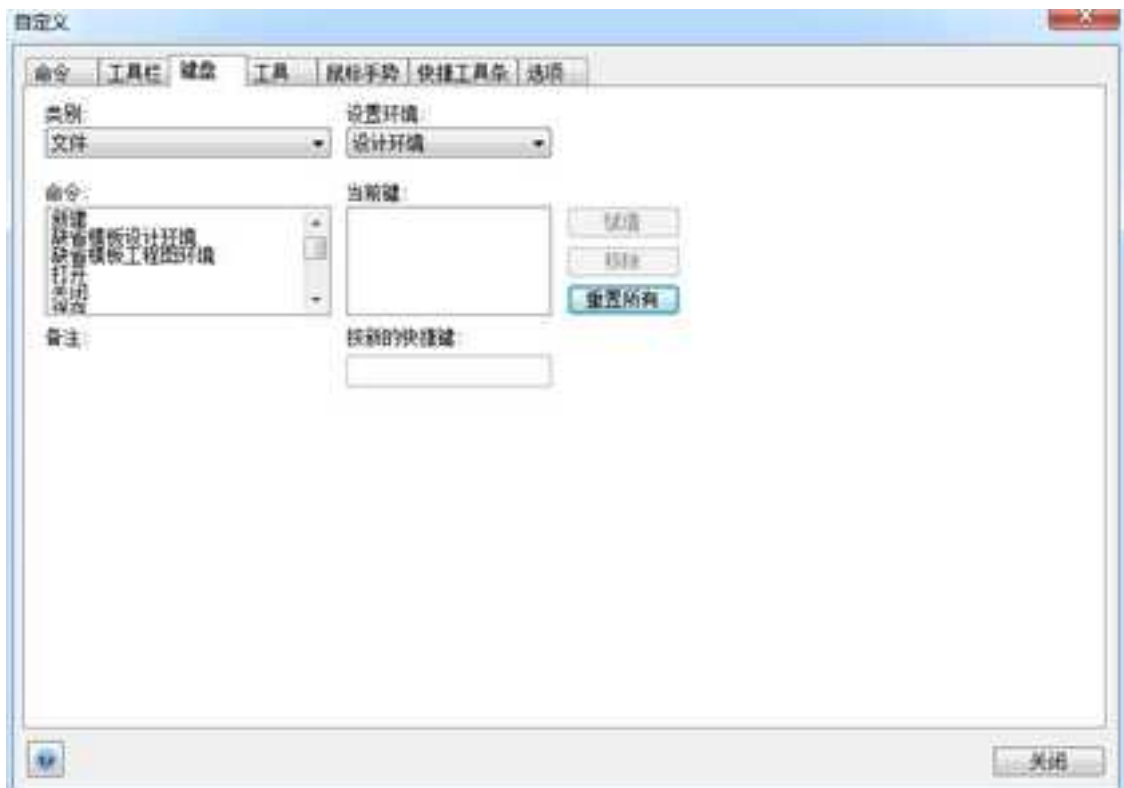 自定义
命令 工具栏 键盘 工具 鼠标手势 快捷工具条 选项
类别: 设置环境:
文件 设计环境
命令: 当前键:
新建
缺省模板设计环境
缺省模板工程图环境
打开
关闭
保存
赋值
移除
重置所有
备注: 按新的快捷键:
关闭